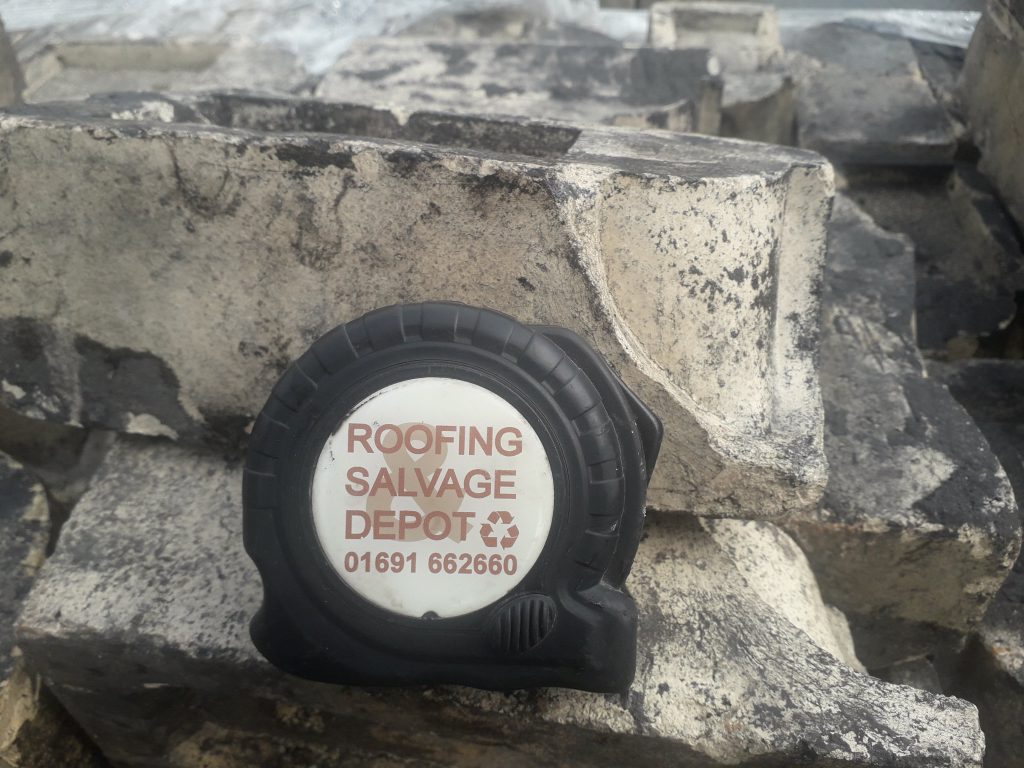 ROOFING
SALVAGE
DEPOT
01691 662660